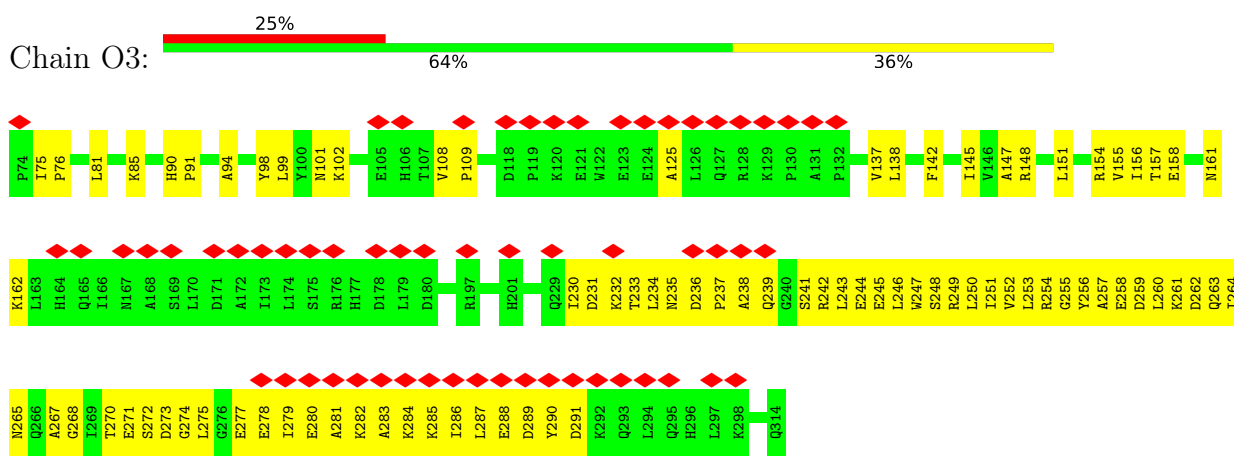 25%
Chain O3:
64% 36%
P74 I75 P76 L81 K85 H90 P91 A94 Y98 L99 Y100 N101 K102 E105 H106 T107 V108 P109 D118 P119 K120 E121 W122 E123 E124 A125 L126 Q127 R128 K129 P130 A131 P132 V137 L138 F142 I145 V146 A147 R148 L151 R154 V155 I156 T157 E158 N161
K162 L163 H164 Q165 I166 N167 A168 S169 L170 D171 A172 I173 L174 S175 R176 H177 D178 L179 D180 R197 H201 Q229 I230 D231 K232 T233 L234 N235 D236 P237 A238 Q239 G240 S241 R242 L243 E244 E245 L246 W247 S248 R249 L250 I251 V252 L253 R254 G255 Y256 A257 E258 D259 L260 K261 D262 Q263 I264
N265 Q266 A267 G268 I269 T270 E271 S272 D273 G274 L275 G276 E277 E278 I279 E280 A281 K282 A283 K284 K285 I286 L287 E288 D289 Y290 D291 K292 Q293 L294 Q295 H296 L297 K298 Q314